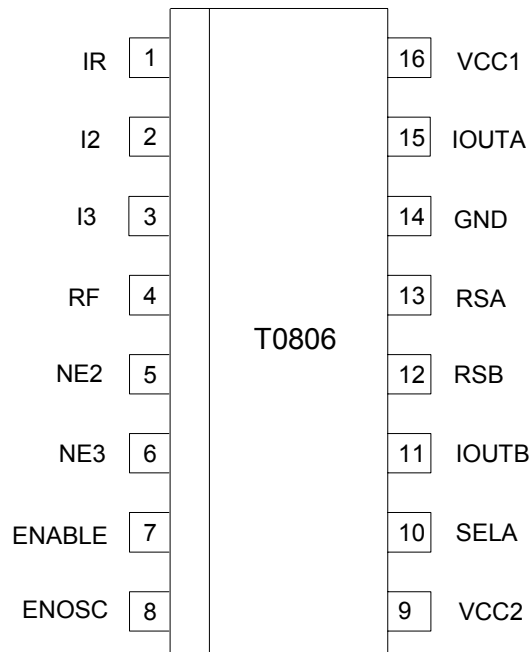 IR 1 16 VCC1
I2 2 15 IOUTA
I3 3 14 GND
RF 4 13 RSA
T0806
NE2 5 12 RSB
NE3 6 11 IOUTB
ENABLE 7 10 SELA
ENOSC 8 9 VCC2